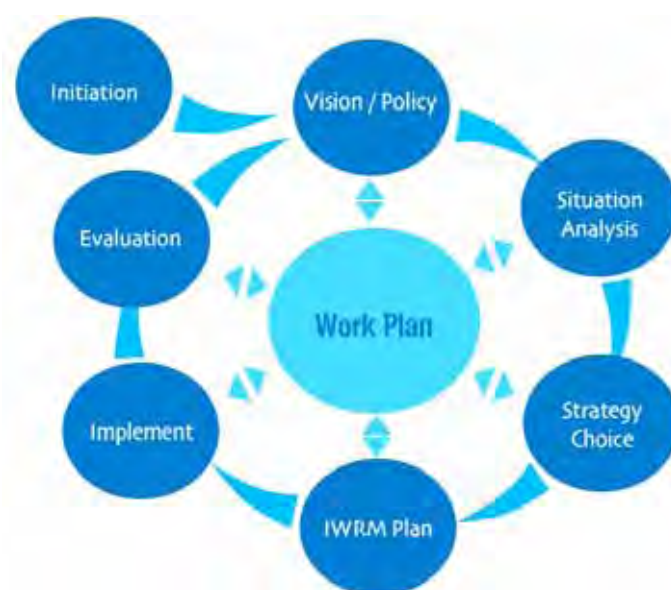 Initiation
Vision / Policy
Situation
Analysis
Evaluation
Work Plan
Strategy
Choice
Implement
IWRM Plan